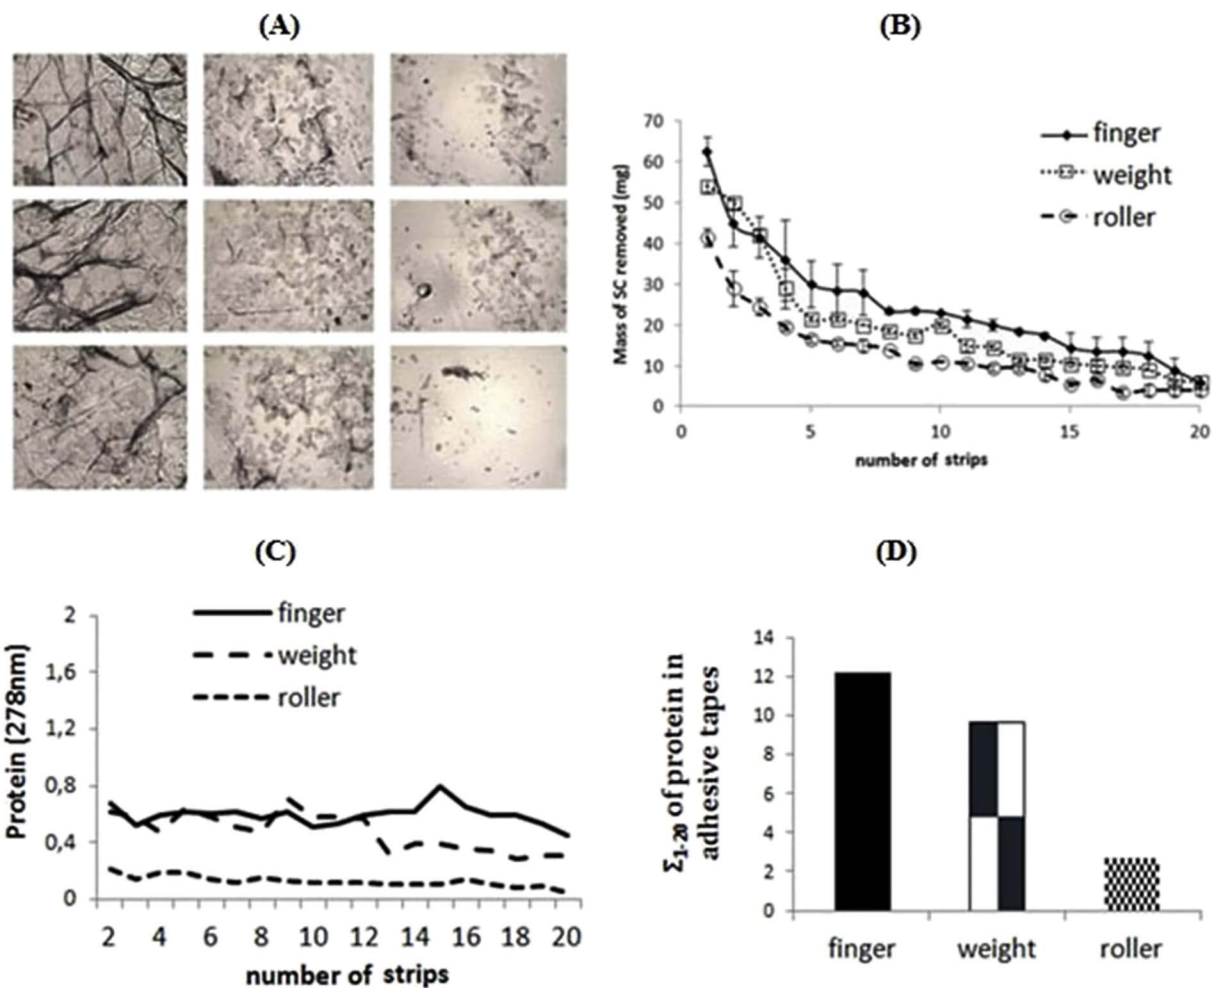 (A)
(B)
70
60
50
40
30
20
10
0
Mass of SC removed (mg)
finger
weight
roller
0 5 10 15 20
number of strips
(C)
2
1,6
1,2
0,8
0,4
0
Protein (278nm)
finger
weight
roller
2 4 6 8 10 12 14 16 18 20
number of strips
(D)
14
12
10
8
6
4
2
0
Σ1-20 of protein in
adhesive tapes
finger weight roller